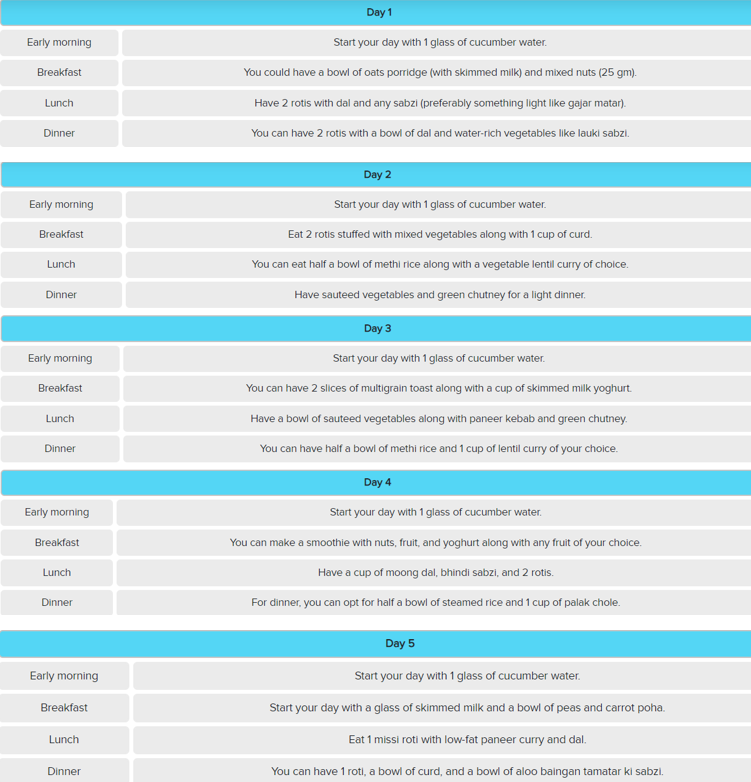 Day 1
Early morning Start your day with 1 glass of cucumber water.
Breakfast You could have a bowl of oats porridge (with skimmed milk) and mixed nuts (25 gm).
Lunch Have 2 rotis with dal and any sabzi (preferably something light like gajar matar).
Dinner You can have 2 rotis with a bowl of dal and water-rich vegetables like lauki sabzi.
Day 2
Early morning Start your day with 1 glass of cucumber water.
Breakfast Eat 2 rotis stuffed with mixed vegetables along with 1 cup of curd.
Lunch You can eat half a bowl of methi rice along with a vegetable lentil curry of choice.
Dinner Have sauteed vegetables and green chutney for a light dinner.
Day 3
Early morning Start your day with 1 glass of cucumber water.
Breakfast You can have 2 slices of multigrain toast along with a cup of skimmed milk yoghurt.
Lunch Have a bowl of sauteed vegetables along with paneer kebab and green chutney.
Dinner You can have half a bowl of methi rice and 1 cup of lentil curry of your choice.
Day 4
Early morning Start your day with 1 glass of cucumber water.
Breakfast You can make a smoothie with nuts, fruit, and yoghurt along with any fruit of your choice.
Lunch Have a cup of moong dal, bhindi sabzi, and 2 rotis.
Dinner For dinner, you can opt for half a bowl of steamed rice and 1 cup of palak chole.
Day 5
Early morning Start your day with 1 glass of cucumber water.
Breakfast Start your day with a glass of skimmed milk and a bowl of peas and carrot poha.
Lunch Eat 1 missi roti with low-fat paneer curry and dal.
Dinner You can have 1 roti, a bowl of curd, and a bowl of aloo baingan tamatar ki sabzi.